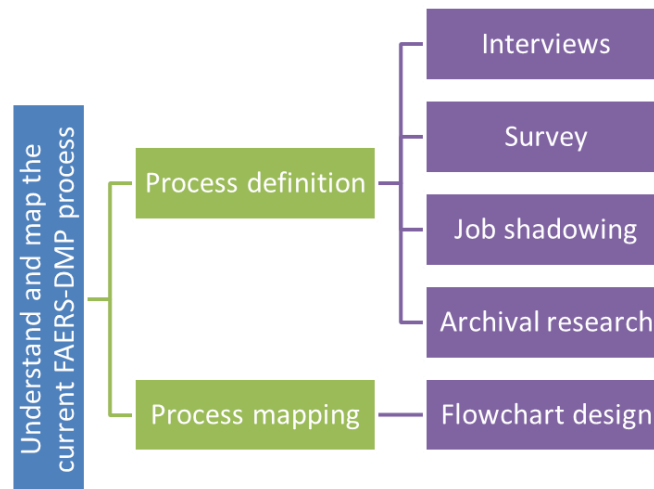 Understand and map the
current FAERS-DMP process
Process definition
Interviews
Survey
Job shadowing
Archival research
Process mapping
Flowchart design